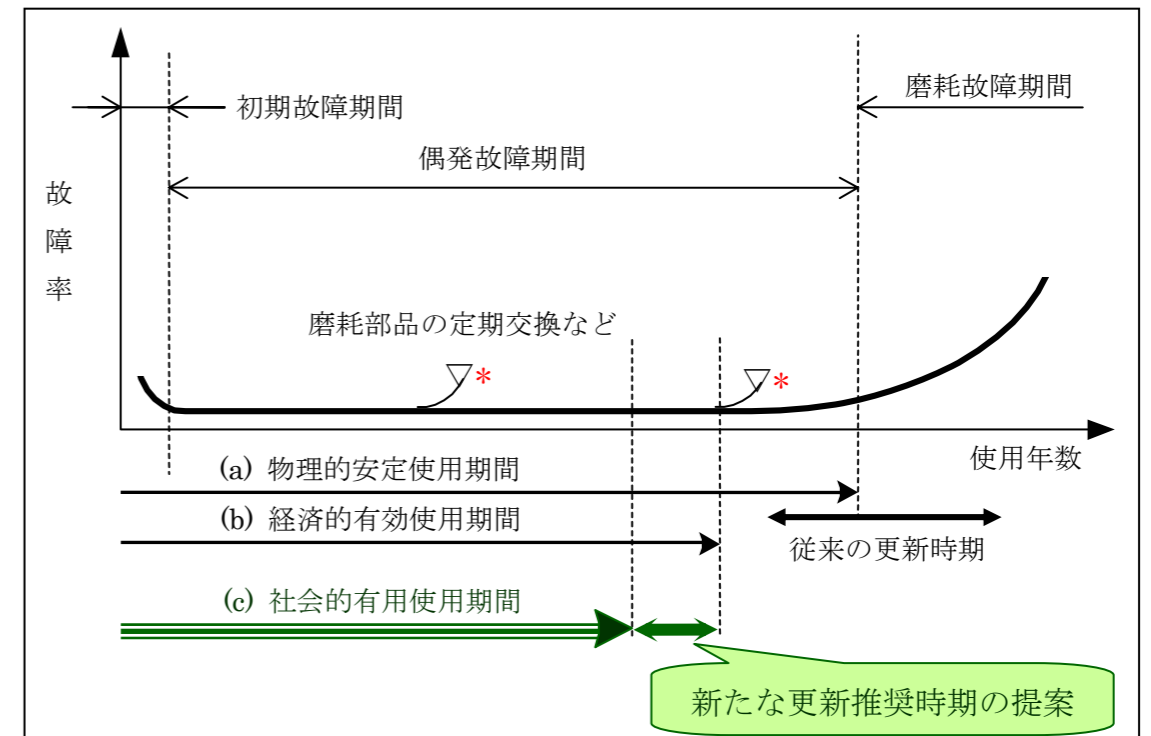 磨耗故障期間
初期故障期間
偶発故障期間
故障率
磨耗部品の定期交換など
*
*
使用年数
(a) 物理的安定使用期間
(b) 経済的有効使用期間
従来の更新時期
(c) 社会的有用使用期間
新たな更新推奨時期の提案